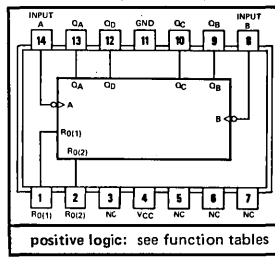 INPUT A QA QD GND QC QB INPUT B
14 13 12 11 10 9 8
QA QD QC QB
A B
R0(1)
R0(2)
1 2 3 4 5 6 7
R0(1) R0(2) NC VCC NC NC NC
positive logic: see function tables